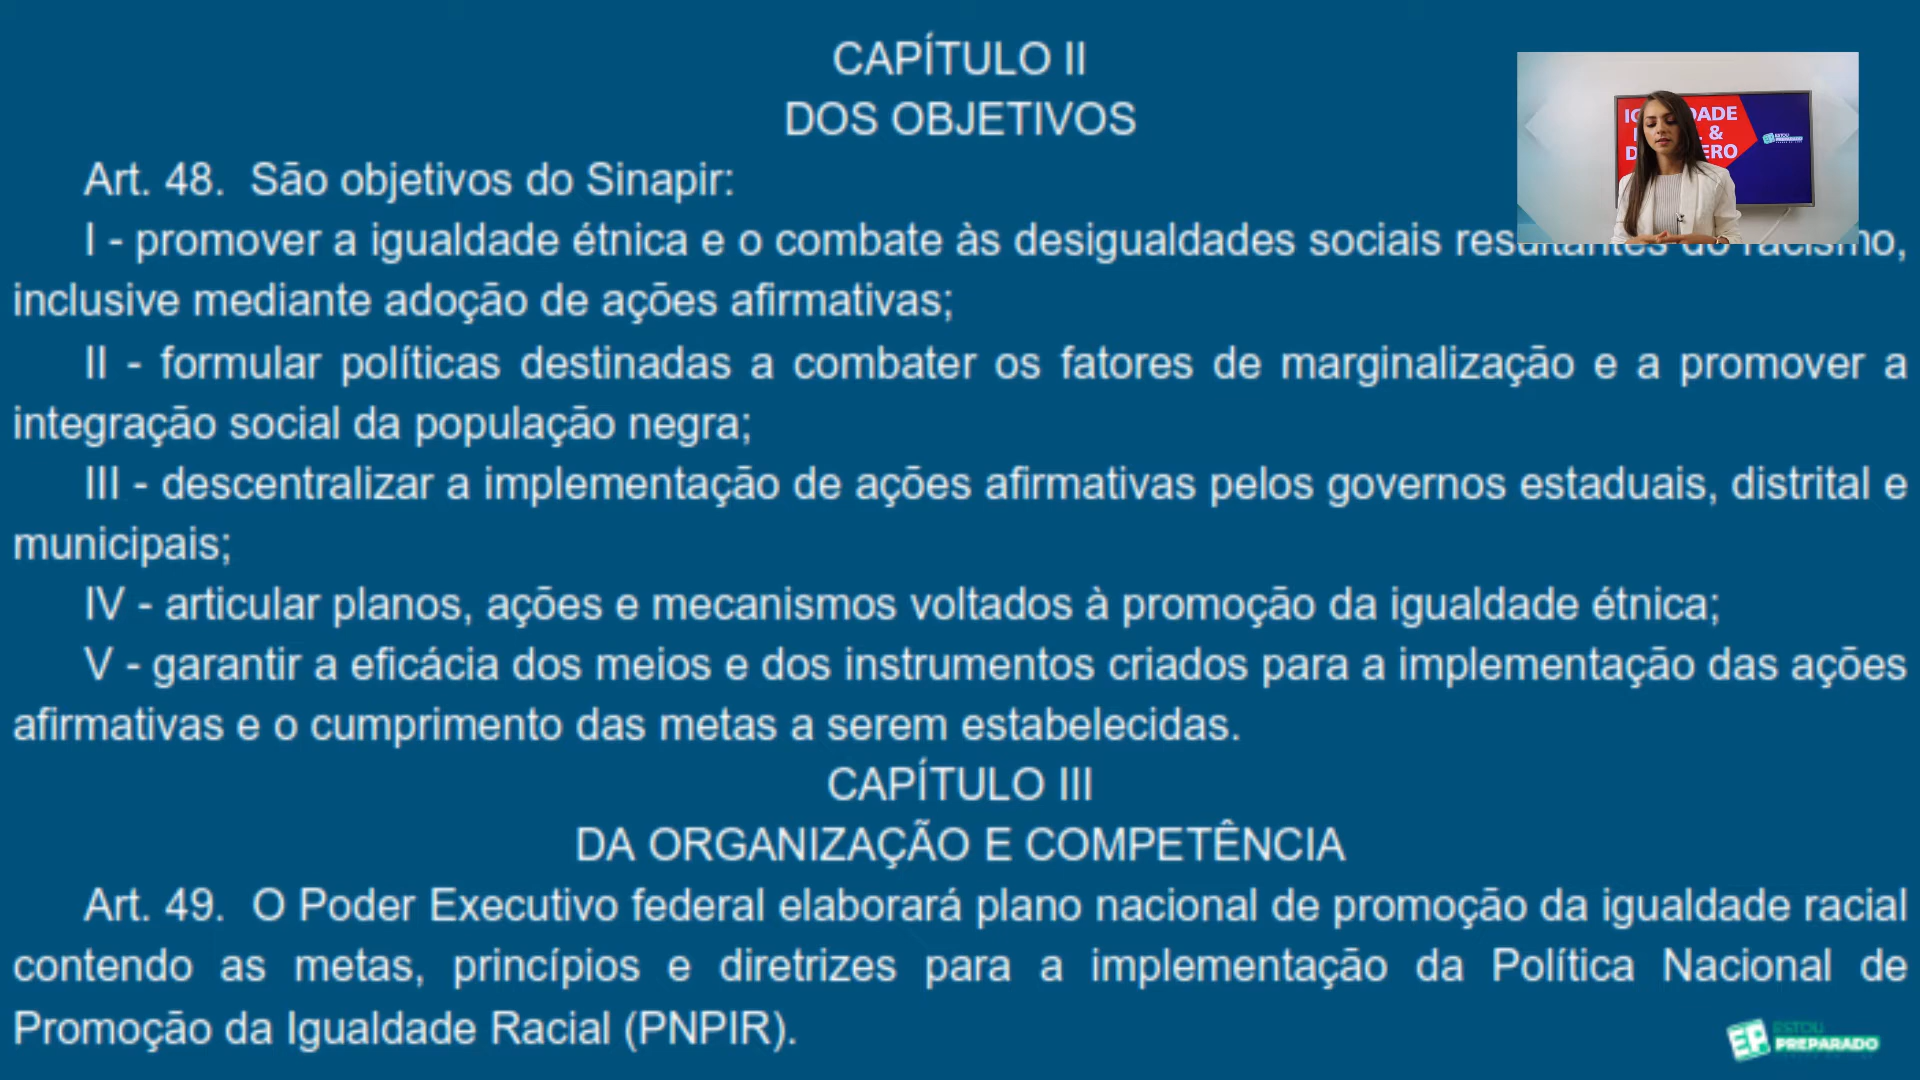 CAPÍTULO II
DOS OBJETIVOS
Art. 48. São objetivos do Sinapir:
I - promover a igualdade étnica e o combate às desigualdades sociais resultantes do racismo,
inclusive mediante adoção de ações afirmativas;
II - formular políticas destinadas a combater os fatores de marginalização e a promover a
integração social da população negra;
III - descentralizar a implementação de ações afirmativas pelos governos estaduais, distrital e
municipais;
IV - articular planos, ações e mecanismos voltados à promoção da igualdade étnica;
V - garantir a eficácia dos meios e dos instrumentos criados para a implementação das ações
afirmativas e o cumprimento das metas a serem estabelecidas.
CAPÍTULO III
DA ORGANIZAÇÃO E COMPETÊNCIA
Art. 49. O Poder Executivo federal elaborará plano nacional de promoção da igualdade racial
contendo as metas, princípios e diretrizes para a implementação da Política Nacional de
Promoção da Igualdade Racial (PNPIR).
EP. ESTOU
PREPARADO